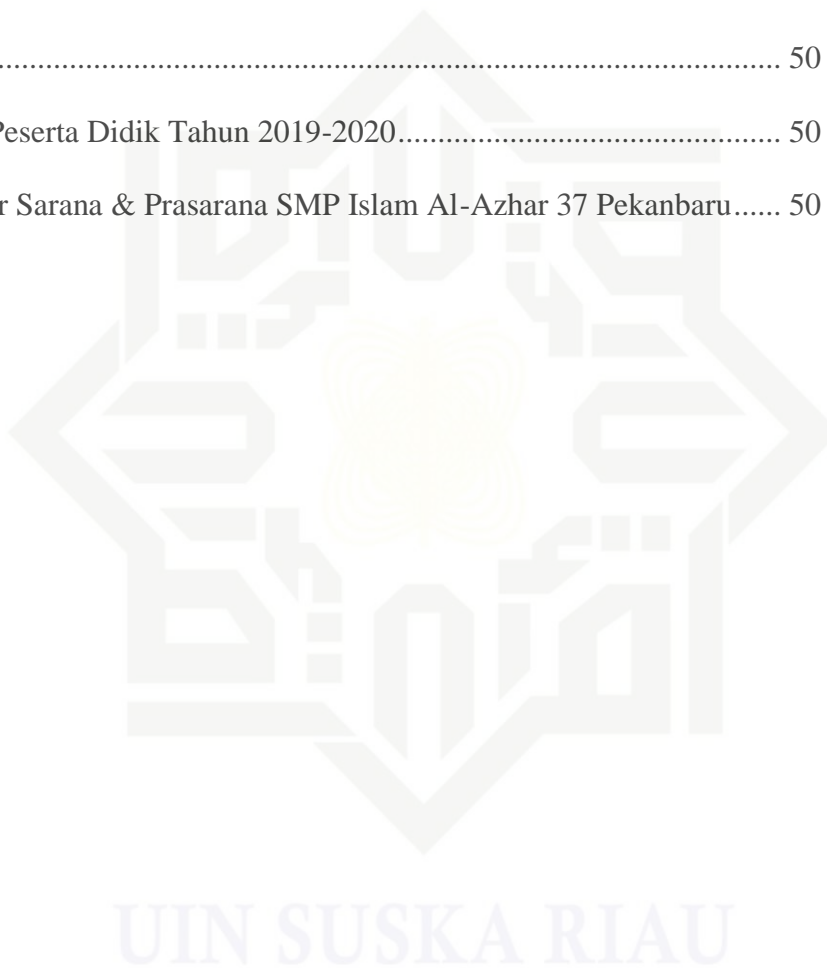 .................................................................................. 50
Peserta Didik Tahun 2019-2020............................................... 50
r Sarana & Prasarana SMP Islam Al-Azhar 37 Pekanbaru...... 50
UIN SUSKA RIAU